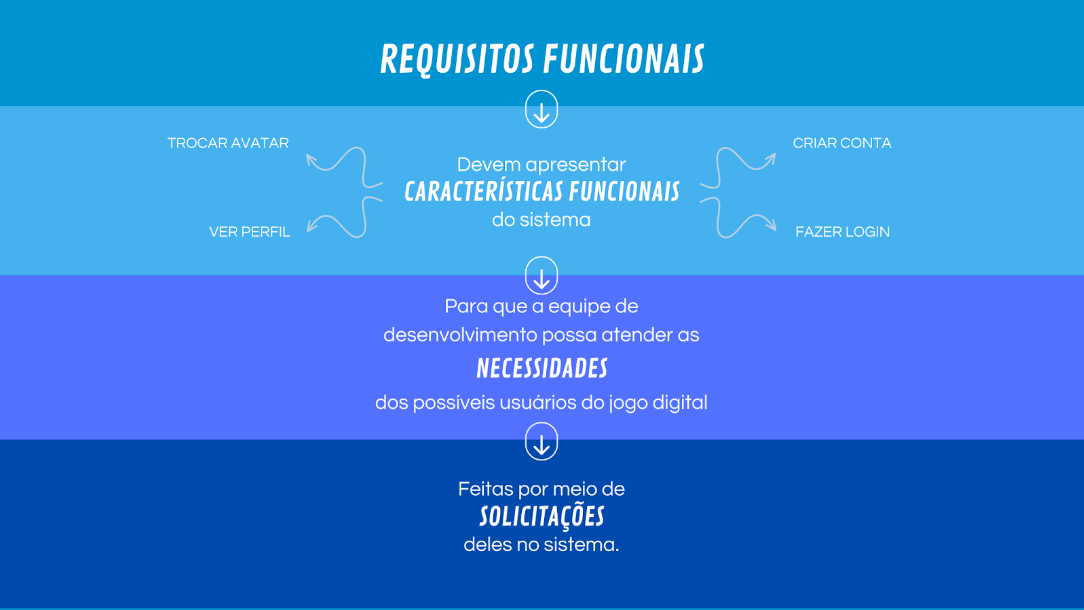 REQUISITOS FUNCIONAIS
TROCAR AVATAR
CRIAR CONTA
Devem apresentar
CARACTERÍSTICAS FUNCIONAIS
do sistema
VER PERFIL
FAZER LOGIN
Para que a equipe de
desenvolvimento possa atender as
NECESSIDADES
dos possíveis usuários do jogo digital
Feitas por meio de
SOLICITAÇÕES
deles no sistema.